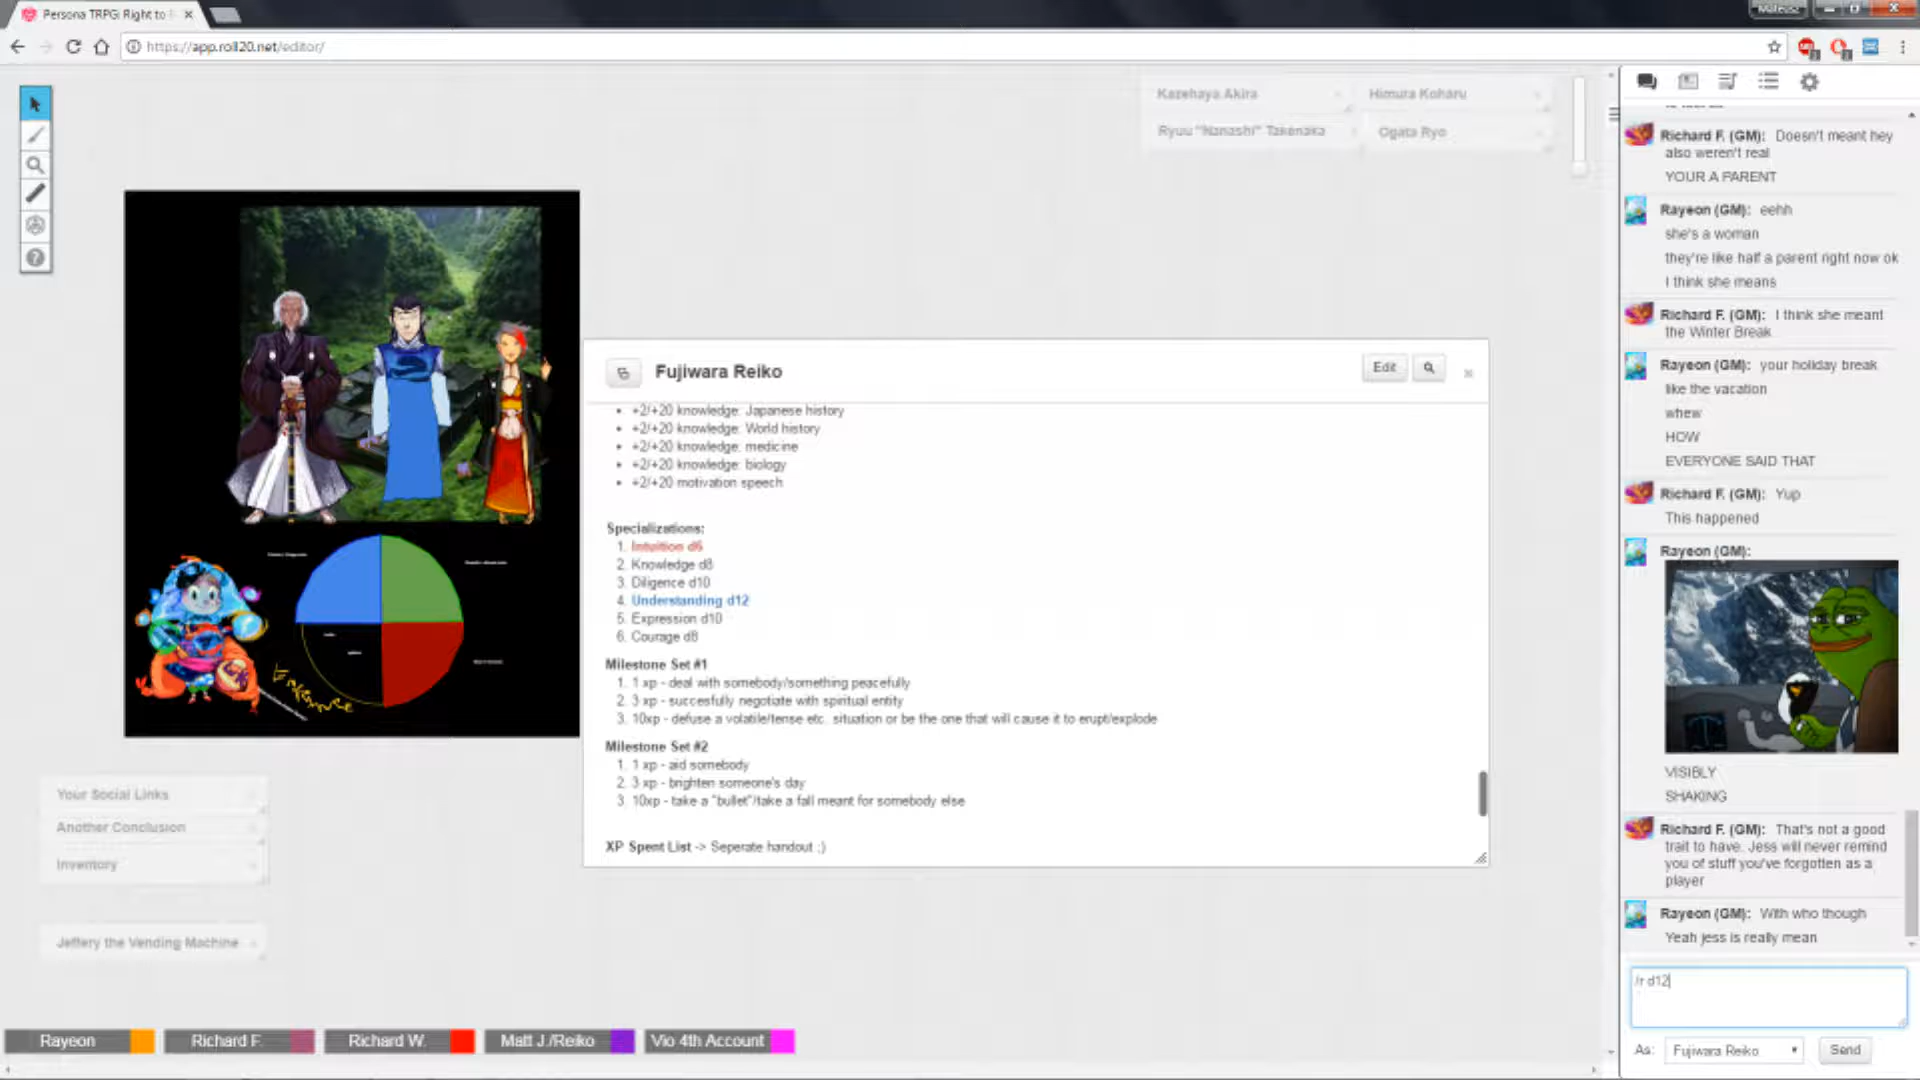 Persona TRPG: Right to
Mateusz
https://app.roll20.net/editor/
Kazehaya Akira
Himura Koharu
Ryuu "Nanashi" Takenaka
Ogata Ryo
Fujiwara Reiko
Edit
+2/+20 knowledge: Japanese history
+2/+20 knowledge: World history
+2/+20 knowledge: medicine
+2/+20 knowledge: biology
+2/+20 motivation speech
Specializations:
1. Intuition d6
2. Knowledge d8
3. Diligence d10
4. Understanding d12
5. Expression d10
6. Courage d8
Milestone Set #1
1. 1 xp - deal with somebody/something peacefully
2. 3 xp - succesfully negotiate with spiritual entity
3. 10xp - defuse a volatile/tense etc. situation or be the one that will cause it to erupt/explode
Milestone Set #2
1. 1 xp - aid somebody
2. 3 xp - brighten someone's day
3. 10xp - take a "bullet"/take a fall meant for somebody else
XP Spent List -> Seperate handout ;)
Your Social Links
Another Conclusion
Inventory
Jeffery the Vending Machine
Rayeon
Richard F.
Richard W.
Matt J./Reiko
Vio 4th Account
Richard F. (GM): Doesn't meant hey
also weren't real
YOUR A PARENT
Rayeon (GM): eehh
she's a woman
they're like half a parent right now ok
I think she means
Richard F. (GM): I think she meant
the Winter Break
Rayeon (GM): your holiday break
like the vacation
whew
HOW
EVERYONE SAID THAT
Richard F. (GM): Yup
This happened
Rayeon (GM):
VISIBLY
SHAKING
Richard F. (GM): That's not a good
trait to have. Jess will never remind
you of stuff you've forgotten as a
player
Rayeon (GM): With who though
Yeah jess is really mean
/r d12
As: Fujiwara Reiko
Send